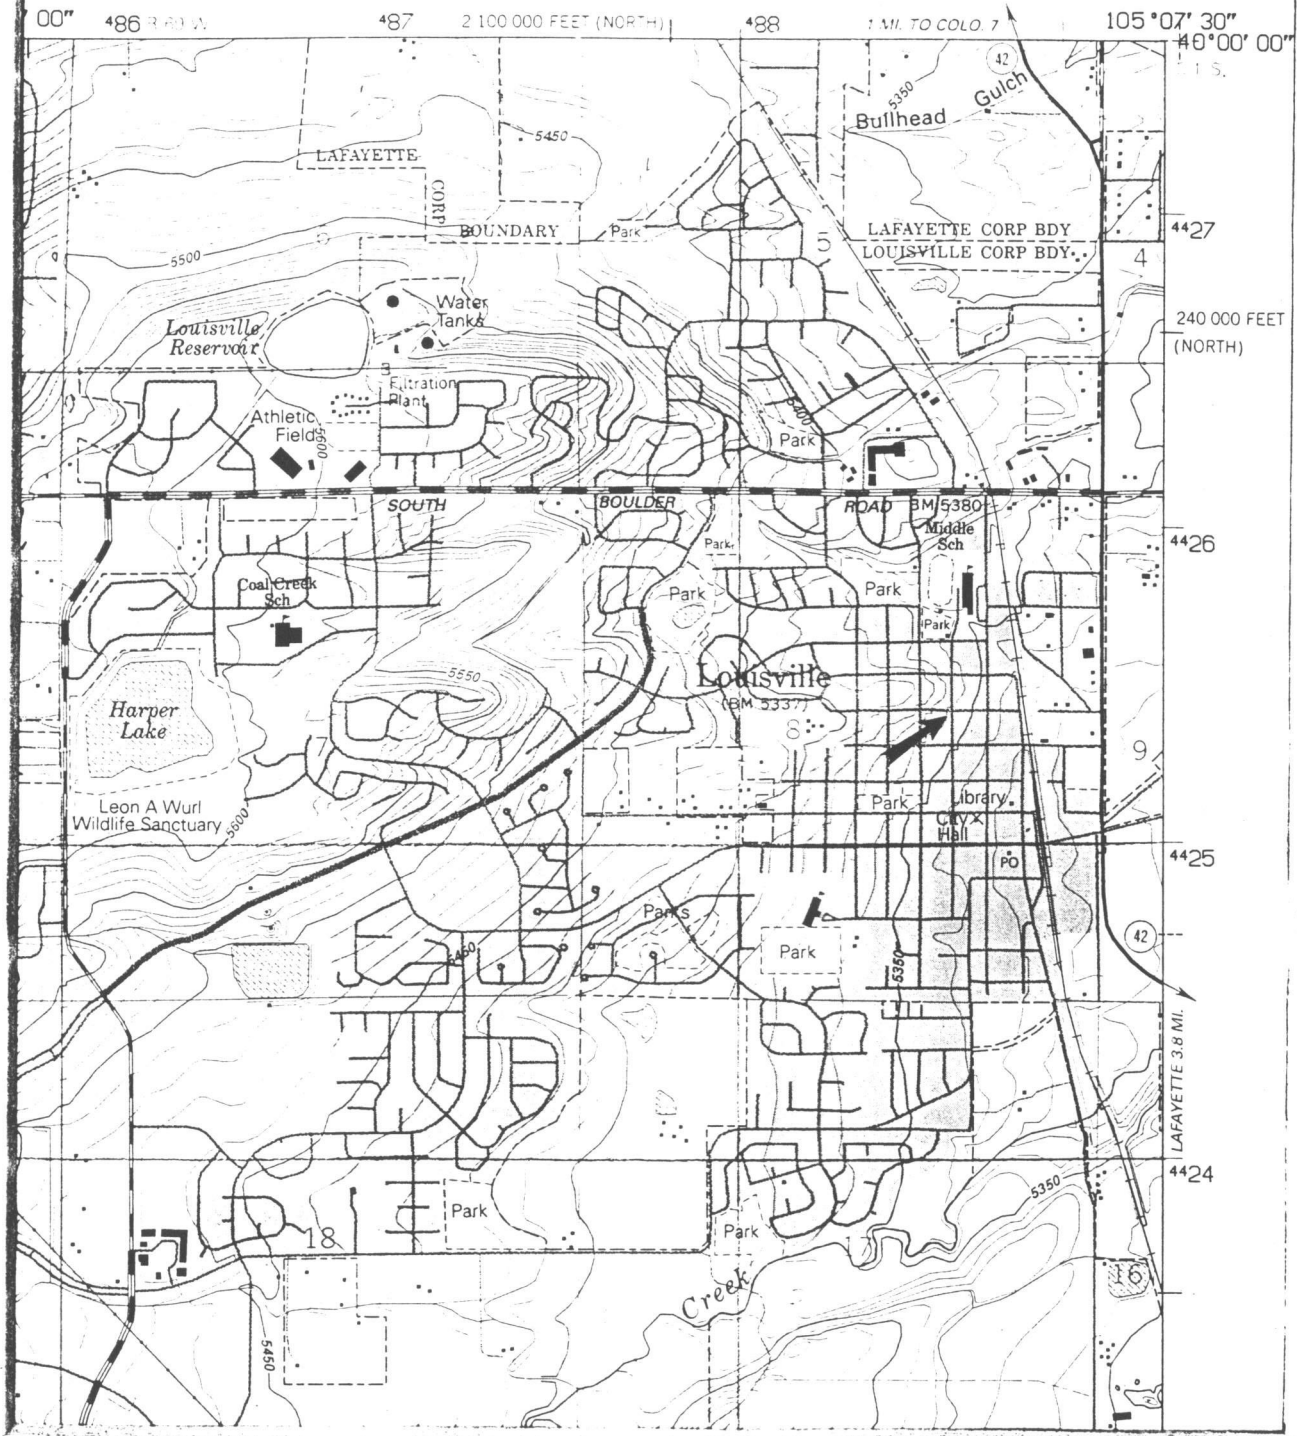 7 00"
486 R 69 W
487
2 100 000 FEET (NORTH)
488
1 MI. TO COLO. 7
105°07'30"
40°00'00"
T 1 S.
42
5350
Gulch
Bullhead
5450
LAFAYETTE
CORP
BOUNDARY
Park
LAFAYETTE CORP BDY
LOUISVILLE CORP BDY
4427
5
4
5500
Water
Tanks
240 000 FEET
(NORTH)
Louisville
Reservoir
Filtration
Plant
Athletic
Field
5600
5400
Park
SOUTH
BOULDER
ROAD
BM 5380
Middle
Sch
4426
Park
Coal Creek
Sch
Park
Park
Park
5550
Louisville
(BM 5337)
Harper
Lake
7
8
9
Leon A Wurl
Wildlife Sanctuary
5600
Park
Library
City
Hall
4425
PO
Parks
42
5450
Park
5350
LAFAYETTE 3.8 MI.
4424
5350
Park
18
Park
16
Creek
5450